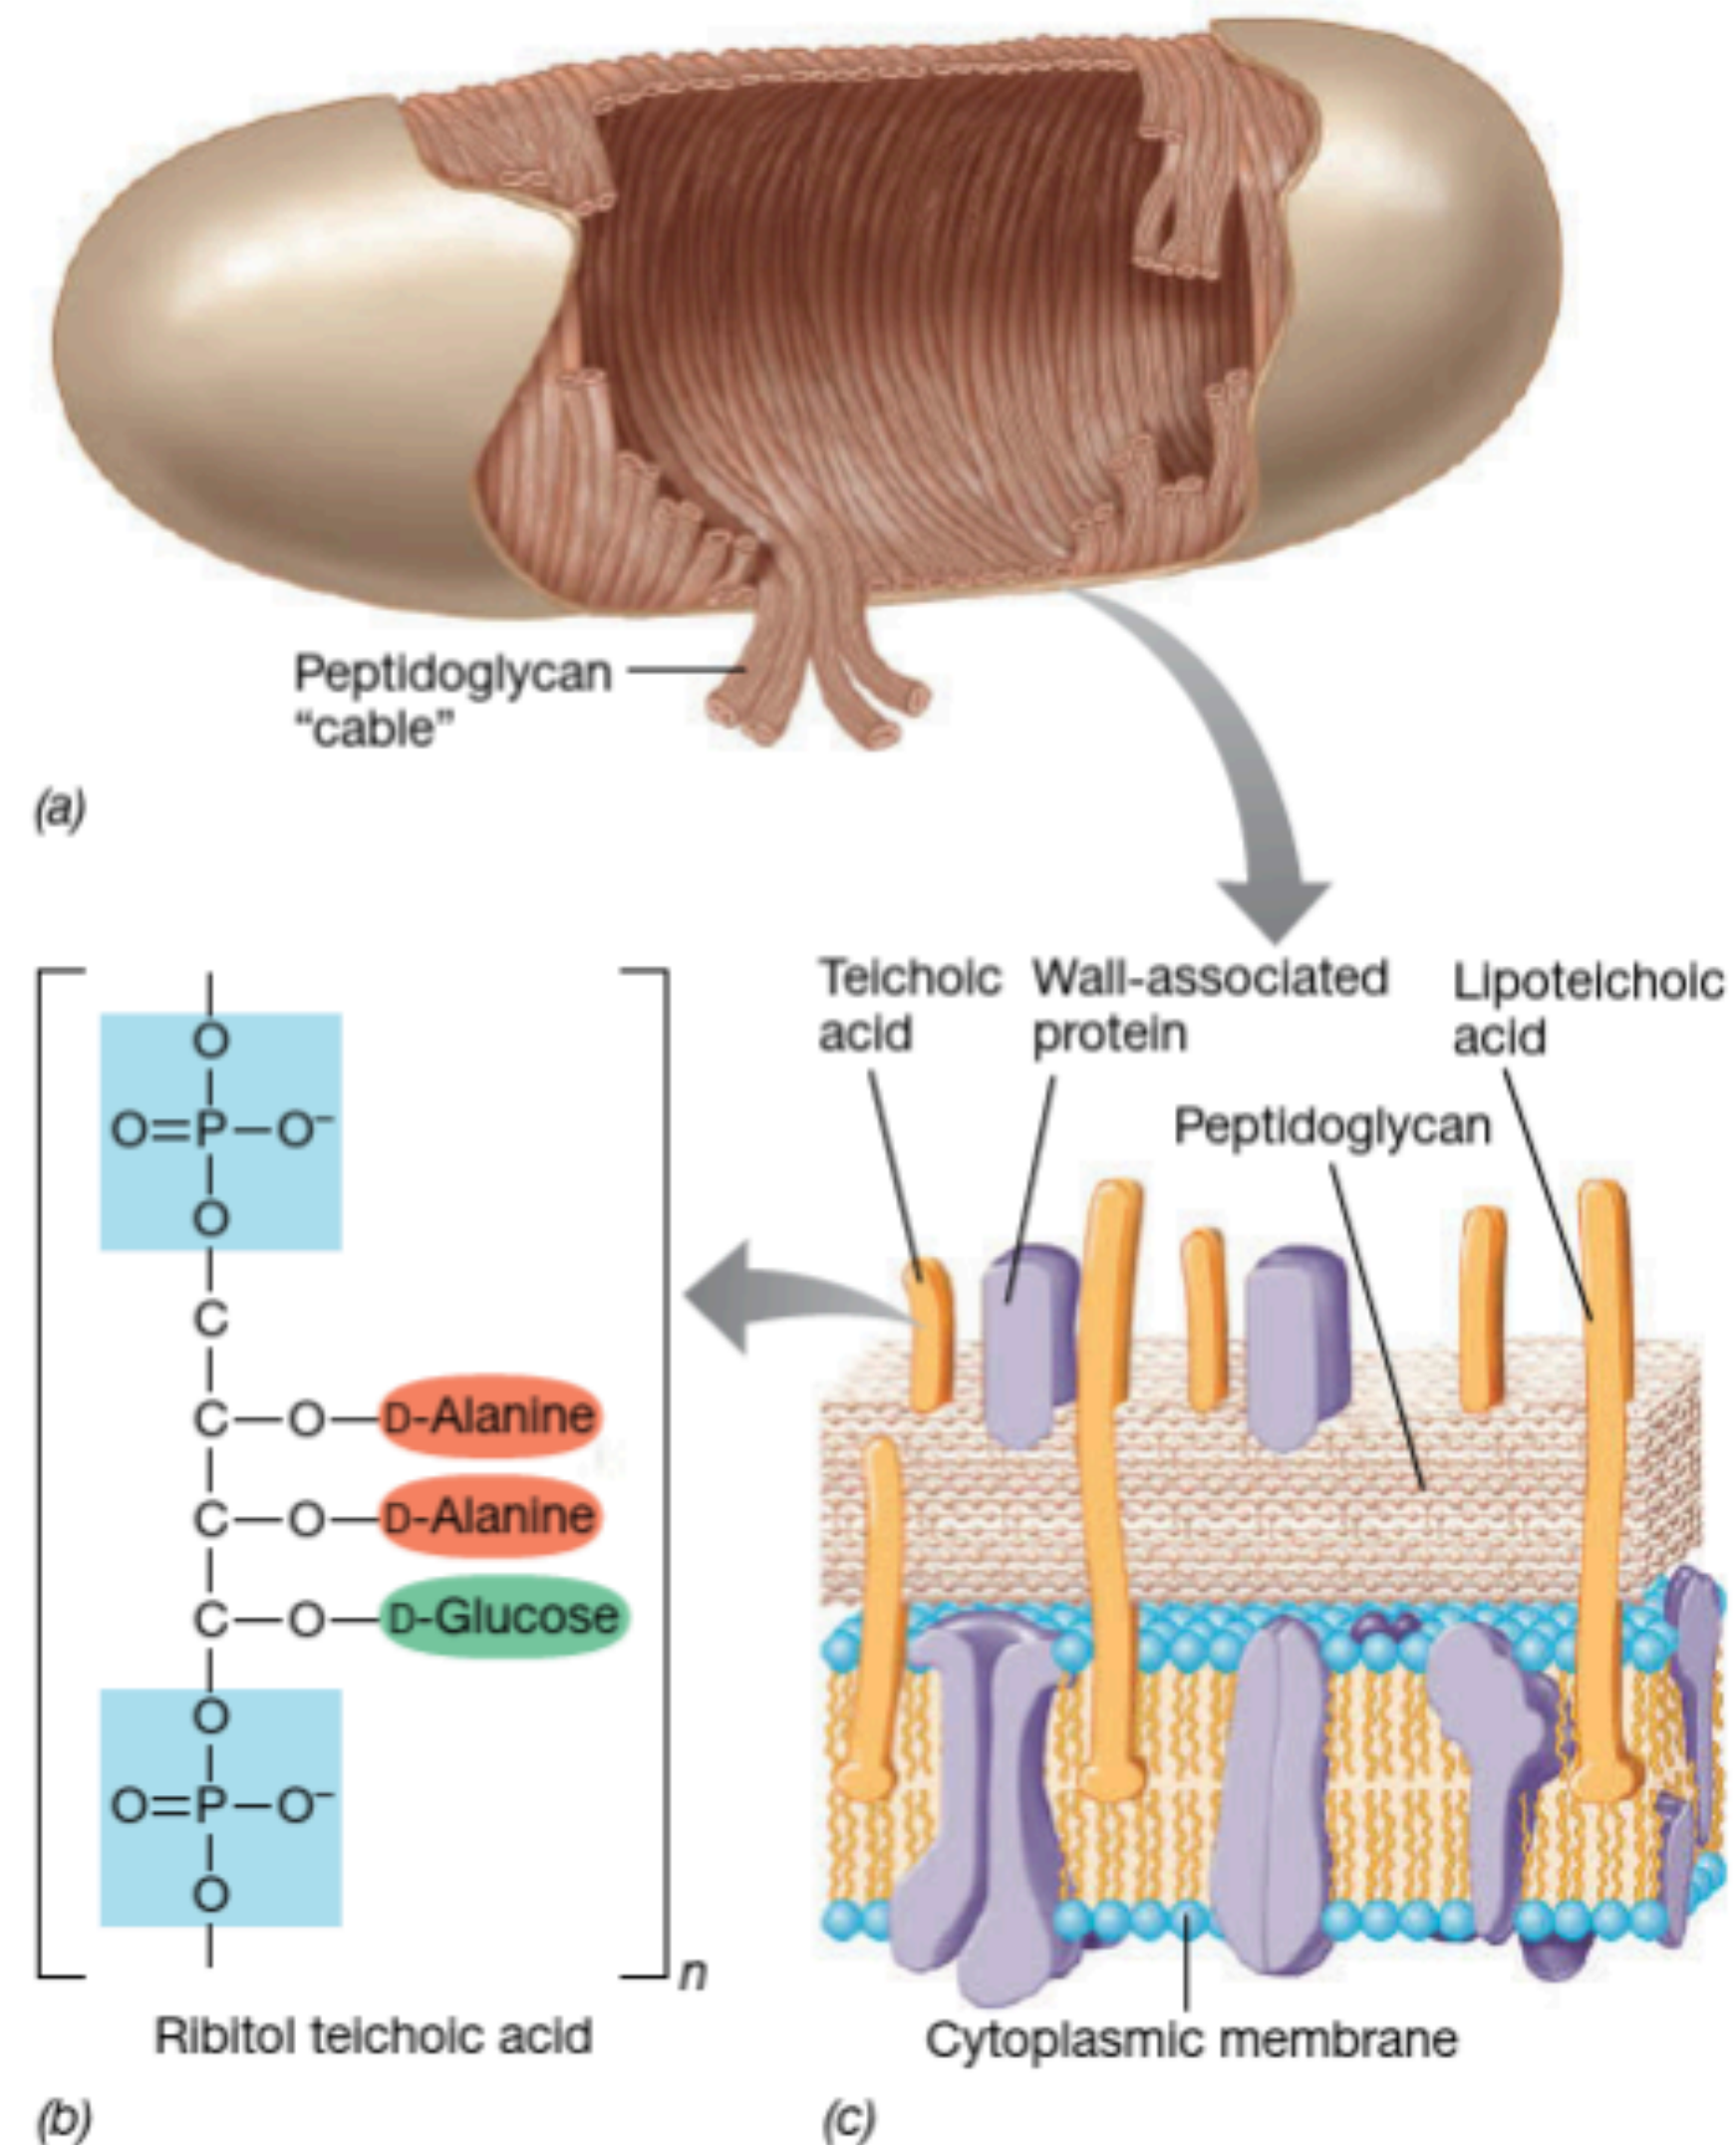 Peptidoglycan
“cable”
(a)
Teichoic
acid
Wall-associated
protein
Lipoteichoic
acid
Peptidoglycan
O
O=P—O⁻
O
C
C—O—D-Alanine
C—O—D-Alanine
C—O—D-Glucose
O
O=P—O⁻
O
n
Ribitol teichoic acid
(b)
Cytoplasmic membrane
(c)